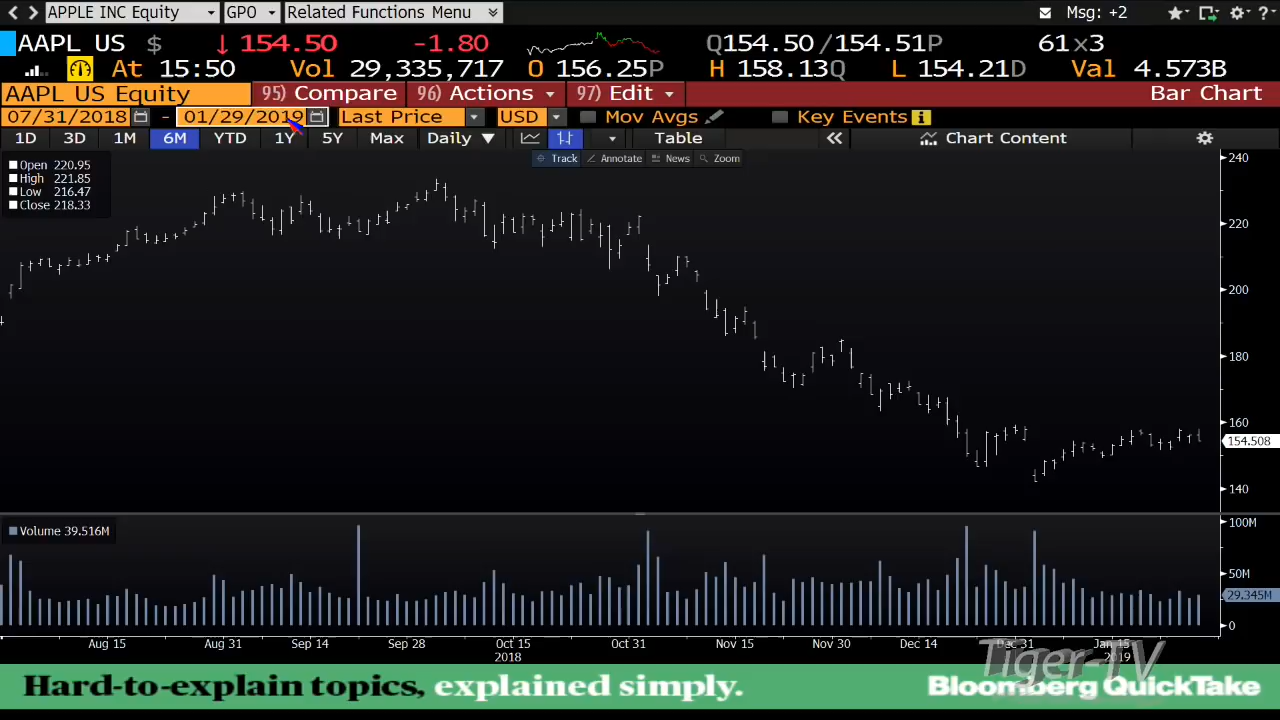 APPLE INC Equity GPO Related Functions Menu Msg: +2
AAPL US $ ↓ 154.50 -1.80 Q154.50 /154.51P 61x3
At 15:50 Vol 29,335,717 O 156.25P H 158.13Q L 154.21D Val 4.573B
AAPL US Equity 95) Compare 96) Actions 97) Edit Bar Chart
07/31/2018 - 01/29/2019 Last Price USD Mov Avgs Key Events i
1D 3D 1M 6M YTD 1Y 5Y Max Daily ▼ Table « Chart Content
Track Annotate News Zoom
Open 220.95
High 221.85
Low 216.47
Close 218.33
240
220
200
180
160
154.508
140
Volume 39.516M
100M
50M
29.345M
0
Aug 15 Aug 31 Sep 14 Sep 28 Oct 15 Oct 31 Nov 15 Nov 30 Dec 14 Dec 31 Jan 15
2018 2019
Tiger-TV
Hard-to-explain topics, explained simply. Bloomberg QuickTake